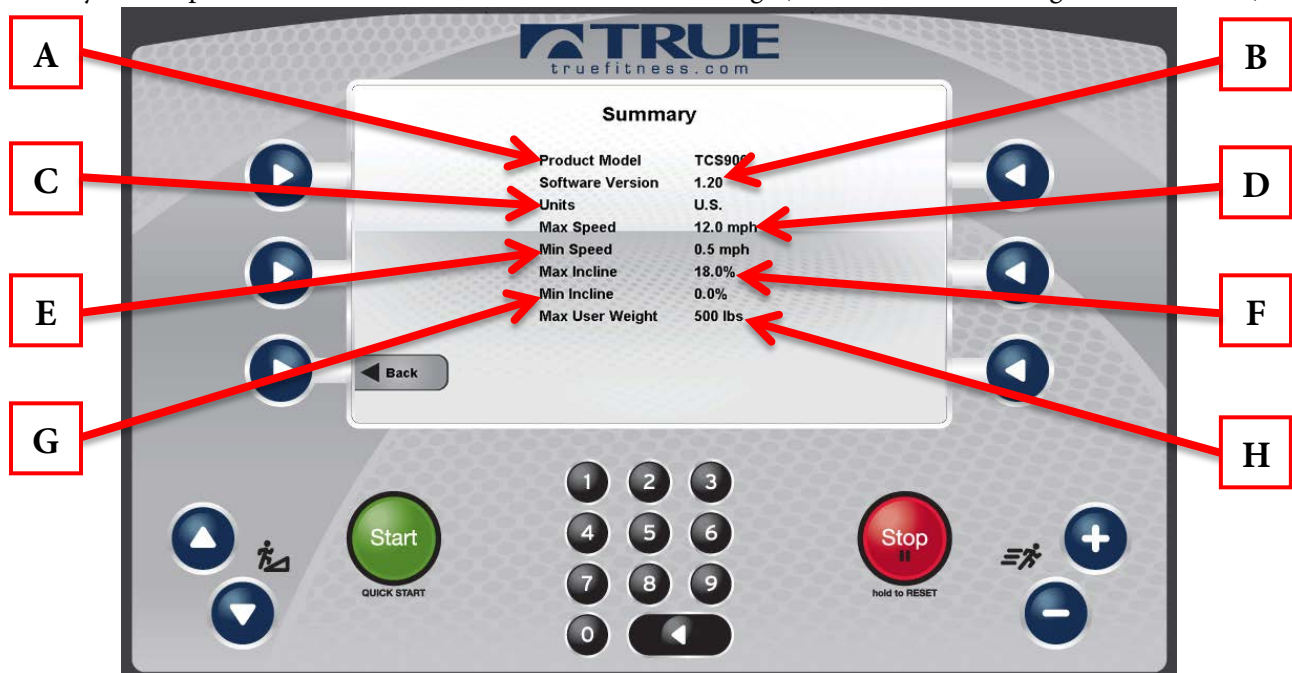 TRUE
truefitness.com
Summary
A
B
Product Model TCS900
Software Version 1.20
C
Units U.S.
D
Max Speed 12.0 mph
Min Speed 0.5 mph
Max Incline 18.0%
E
Min Incline 0.0%
F
Max User Weight 500 lbs
Back
G
H
1 2 3
Start
4 5 6
Stop
QUICK START
7 8 9
hold to RESET
0